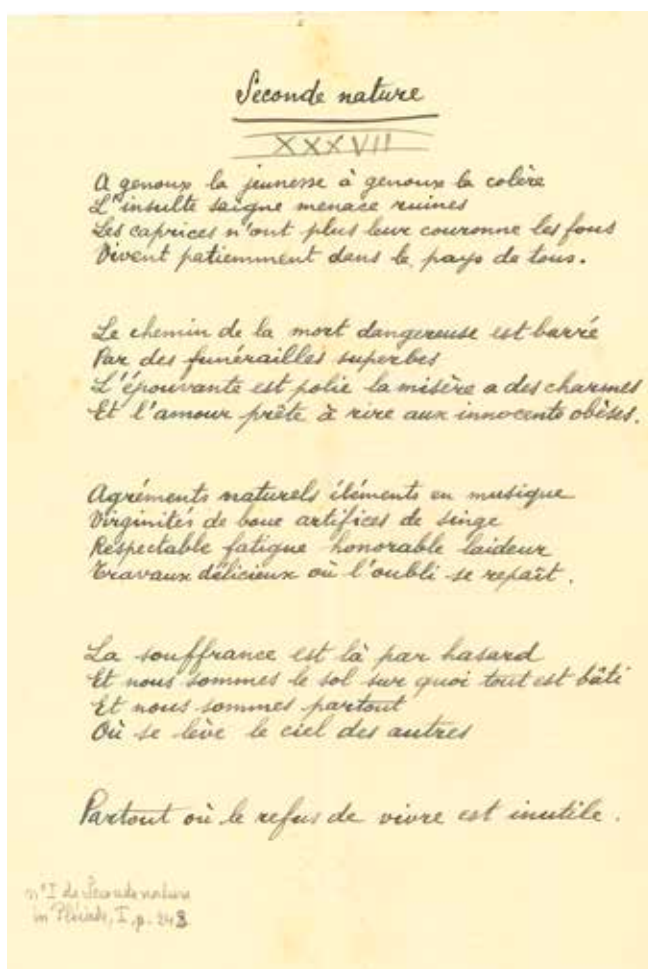 Seconde nature
XXXVII
A genoux la jeunesse à genoux la colère
L'insulte saigne menace ruines
Les caprices n'ont plus leur couronne les fous
Vivent patiemment dans le pays de tous.
Le chemin de la mort dangereuse est barré
Par des funérailles superbes
L'épouvante est polie la misère a des charmes
Et l'amour prête à rire aux innocents obèses.
Agréments naturels éléments en musique
Virginités de boue artifices de singe
Respectable fatigue honorable laideur
Travaux délicieux où l'oubli se repaît.
La souffrance est là par hasard
Et nous sommes le sol sur quoi tout est bâti
Et nous sommes partout
Où se lève le ciel des autres
Partout où le refus de vivre est inutile.
n° I de Seconde nature
in Pléiade, I, p. 243